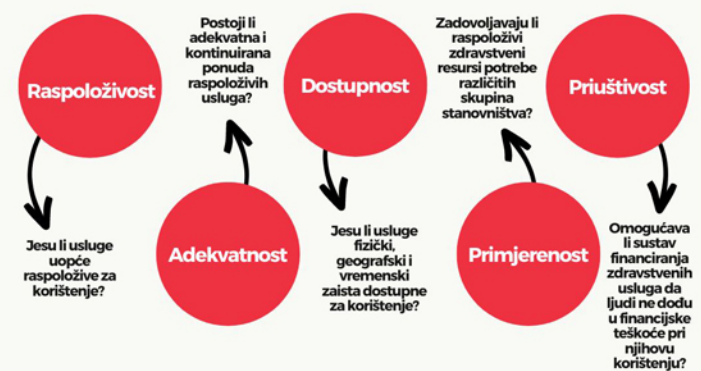 Raspoloživost
Jesu li usluge
uopće
raspoložive za
korištenje?
Postoji li
adekvatna i
kontinuirana
ponuda
raspoloživih
usluga?
Adekvatnost
Dostupnost
Jesu li usluge
fizički,
geografski i
vremenski
zaista dostupne
za korištenje?
Zadovoljavaju li
raspoloživi
zdravstveni
resursi potrebe
različitih
skupina
stanovništva?
Primjerenost
Priuštivost
Omogućava
li sustav
financiranja
zdravstvenih
usluga da
ljudi ne dođu
u financijske
teškoće pri
njihovu
korištenju?